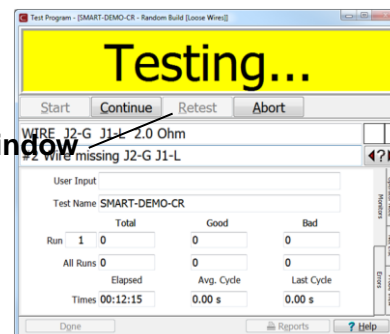 Test Program - [SMART-DEMO-CR - Random Build [Loose Wires]]
Testing...
Start Continue Retest Abort
WIRE J2-G J1-L 2.0 Ohm
indow
#2 Wire missing J2-G J1-L
User Input
Test Name SMART-DEMO-CR
Total Good Bad
Run 1 0 0 0
All Runs 0 0 0
Elapsed Avg. Cycle Last Cycle
Times 00:12:15 0.00 s 0.00 s
Done Reports ? Help
Monitors
Errors